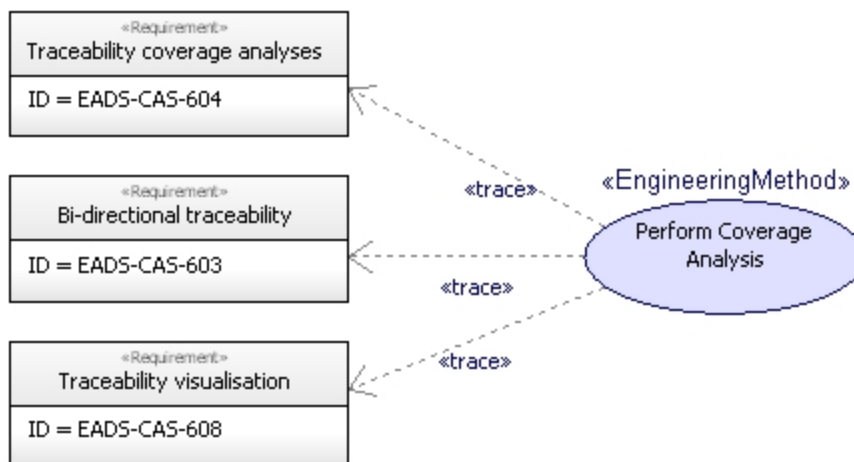 «Requirement»
Traceability coverage analyses
ID = EADS-CAS-604
«Requirement»
Bi-directional traceability
ID = EADS-CAS-603
«Requirement»
Traceability visualisation
ID = EADS-CAS-608
«trace»
«trace»
«trace»
«EngineeringMethod»
Perform Coverage
Analysis